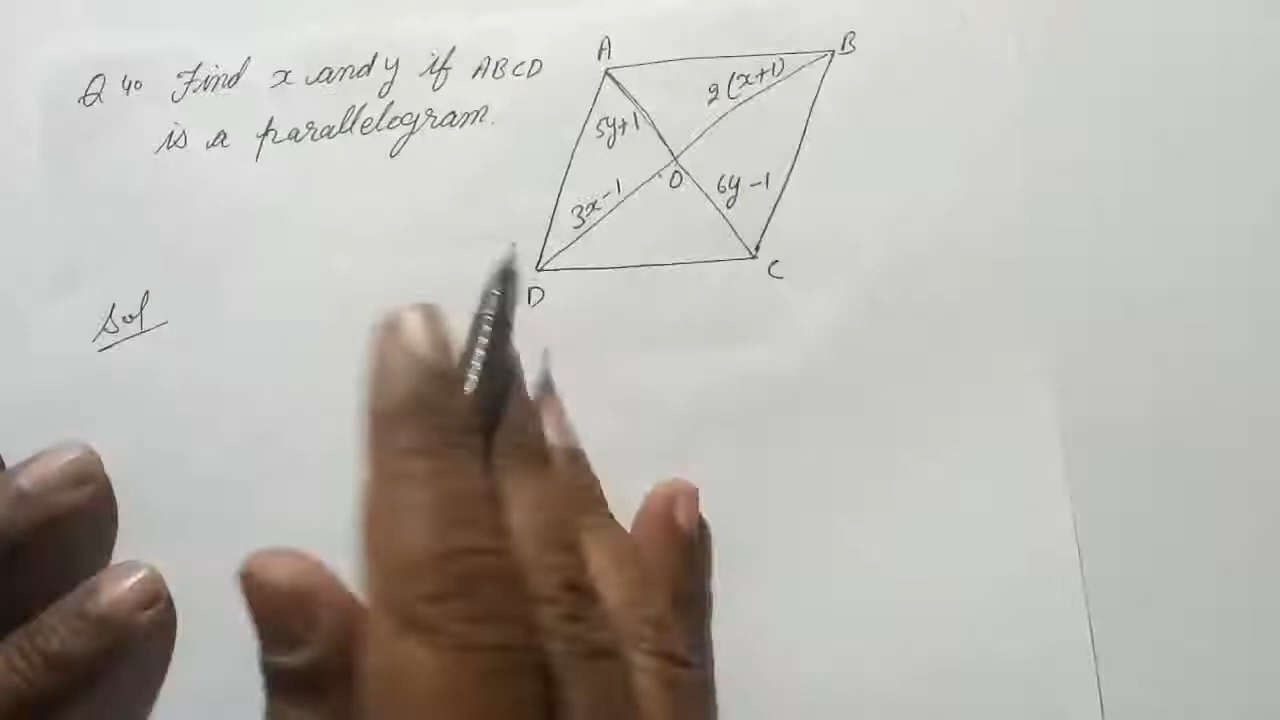 Q 40 Find x and y if ABCD
is a parallelogram.
A
B
2(x+1)
5y+1
O
6y-1
3x-1
C
D
Sol